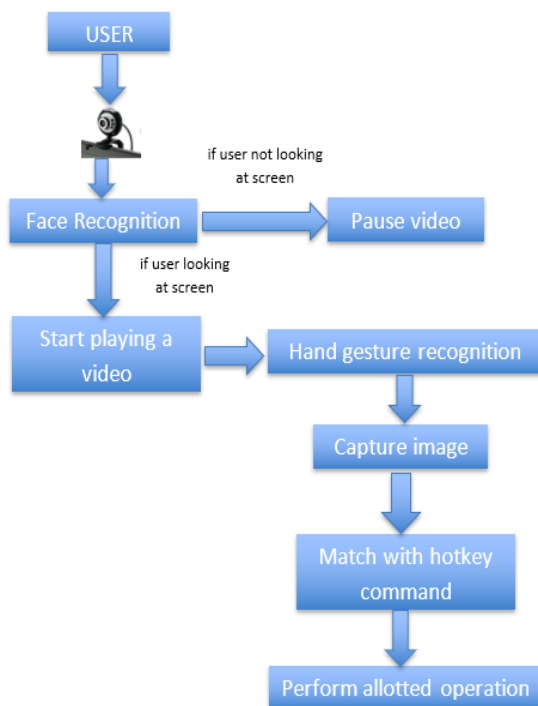 USER
if user not looking
at screen
Face Recognition
Pause video
if user looking
at screen
Start playing a
video
Hand gesture recognition
Capture image
Match with hotkey
command
Perform allotted operation